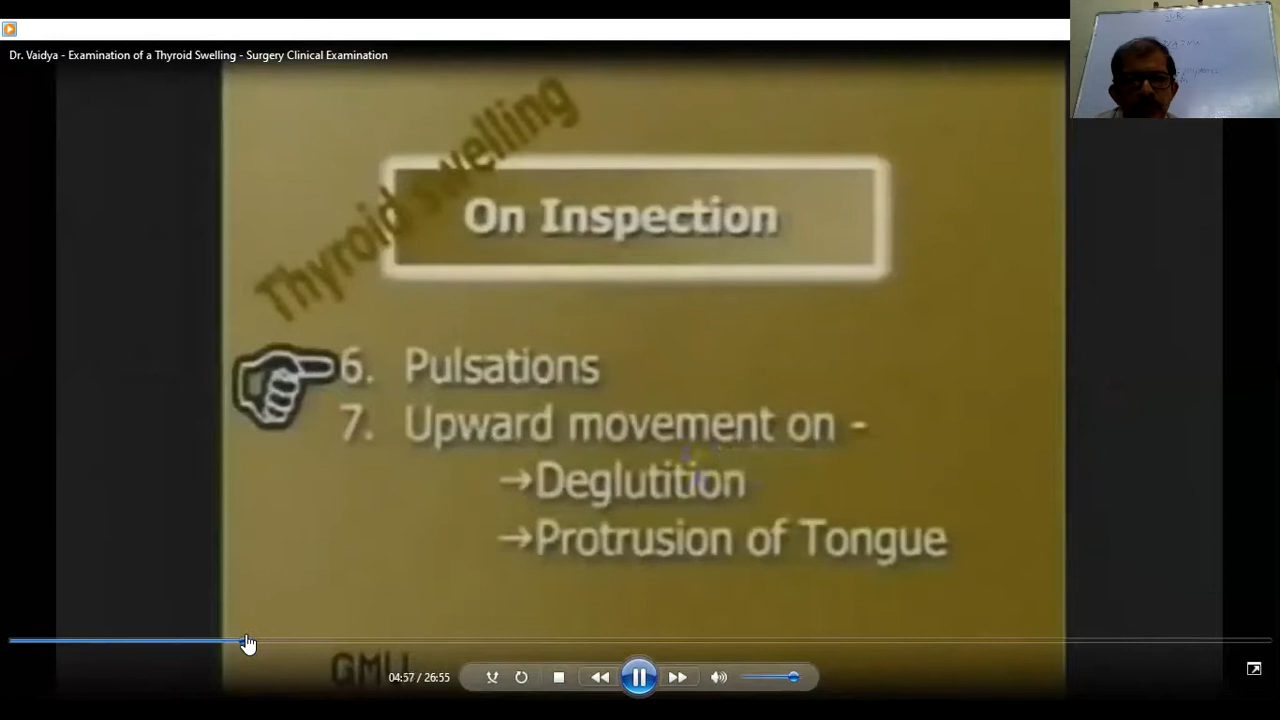 Dr. Vaidya - Examination of a Thyroid Swelling - Surgery Clinical Examination
Thyroid swelling
On Inspection
6. Pulsations
7. Upward movement on -
→Deglutition
→Protrusion of Tongue
GMU
04:57 / 26:55